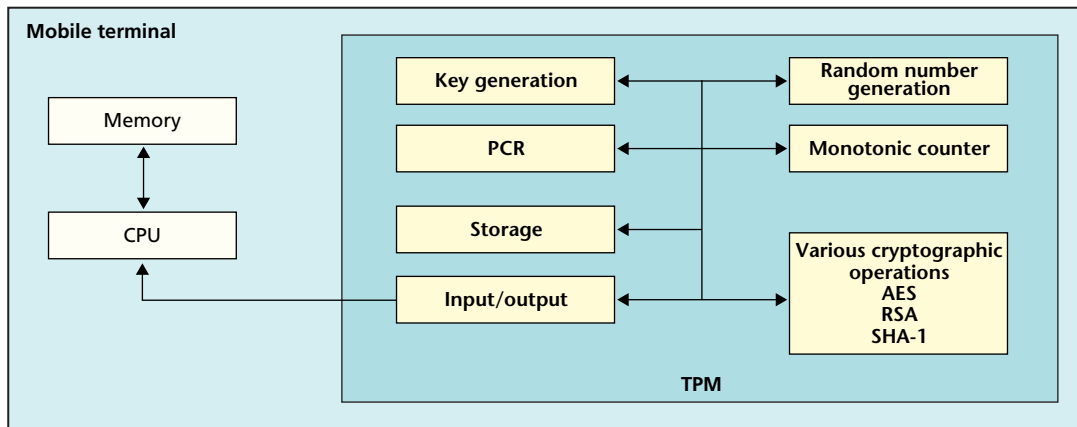 Mobile terminal
Memory
CPU
Key generation
PCR
Storage
Input/output
Random number
generation
Monotonic counter
Various cryptographic
operations
AES
RSA
SHA-1
TPM